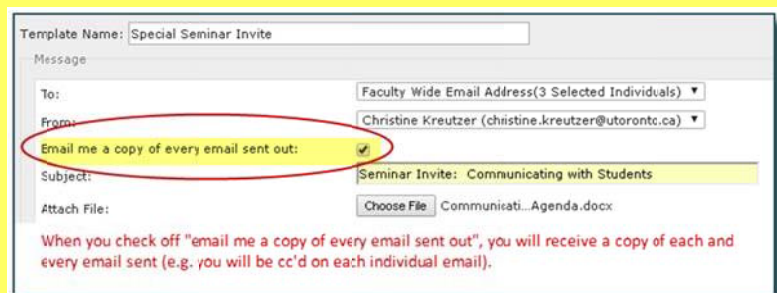 Template Name: Special Seminar Invite
Message
To: Faculty Wide Email Address(3 Selected Individuals)
From: Christine Kreutzer (christine.kreutzer@utoronto.ca)
Email me a copy of every email sent out:
Subject: Seminar Invite: Communicating with Students
Attach File: Choose File Communicati...Agenda.docx
When you check off "email me a copy of every email sent out", you will receive a copy of each and
every email sent (e.g. you will be cc'd on each individual email).